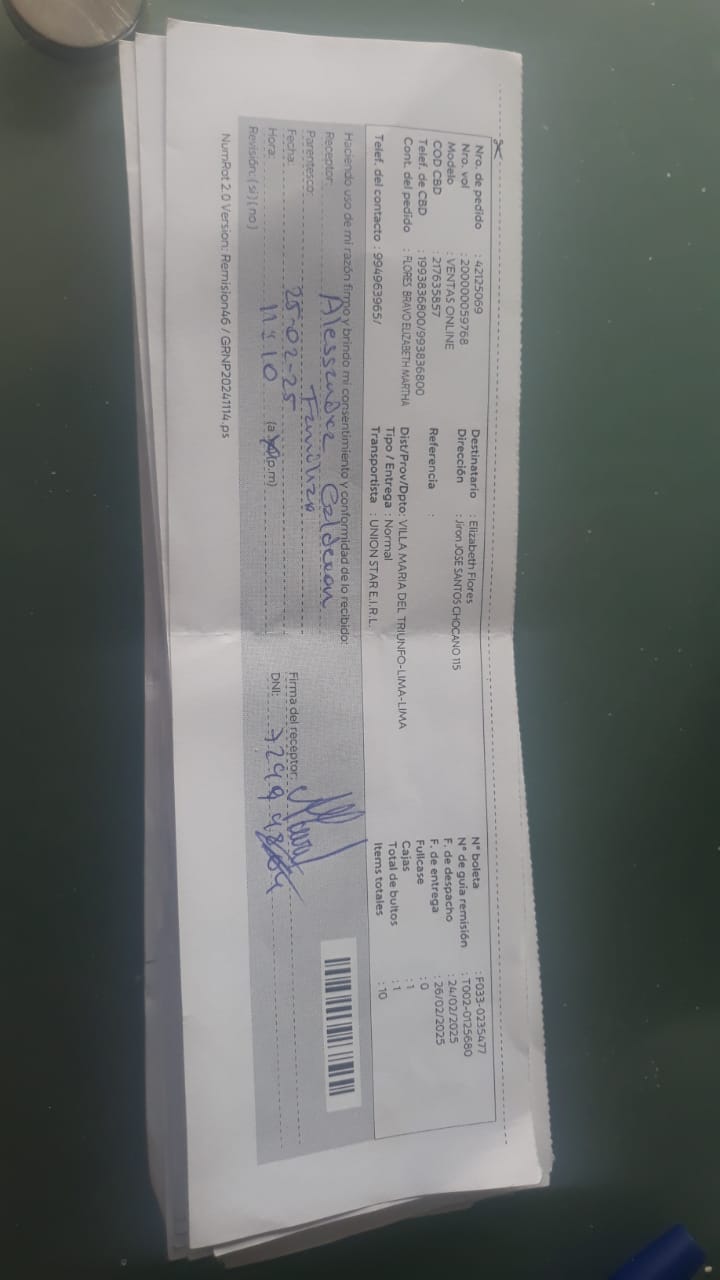 Nro. de pedido : 42125069
Nro. vol : 200000059768
Modelo : VENTAS ONLINE
COD CBD : 217635857
Telef. de CBD : 1993836800/993836800
Cont. del pedido : FLORES BRAVO ELIZABETH MARTHA
Telef. del contacto : 994963965/
Destinatario : Elizabeth Flores
Dirección : Jiron JOSE SANTOS CHOCANO 115
Referencia :
Dist/Prov/Dpto: VILLA MARIA DEL TRIUNFO-LIMA-LIMA
Tipo / Entrega : Normal
Transportista : UNION STAR E.I.R.L.
N° boleta : F033-0235477
N° de guia remisión : T002-0125680
F. de despacho : 24/02/2025
F. de entrega : 26/02/2025
Fullcase : 0
Cajas : 1
Total de bultos : 1
Items totales : 10
Haciendo uso de mi razón firmo y brindo mi consentimiento y conformidad de lo recibido:
Receptor: Alessandra Calderon
Parentesco: Familiar
Fecha: 25-02-25
Hora: 11:10 (a p.m)
Revisión: (si) (no)
Firma del receptor:
DNI:
NumRot 2.0 Version: Remision46 / GRNP20241114.ps